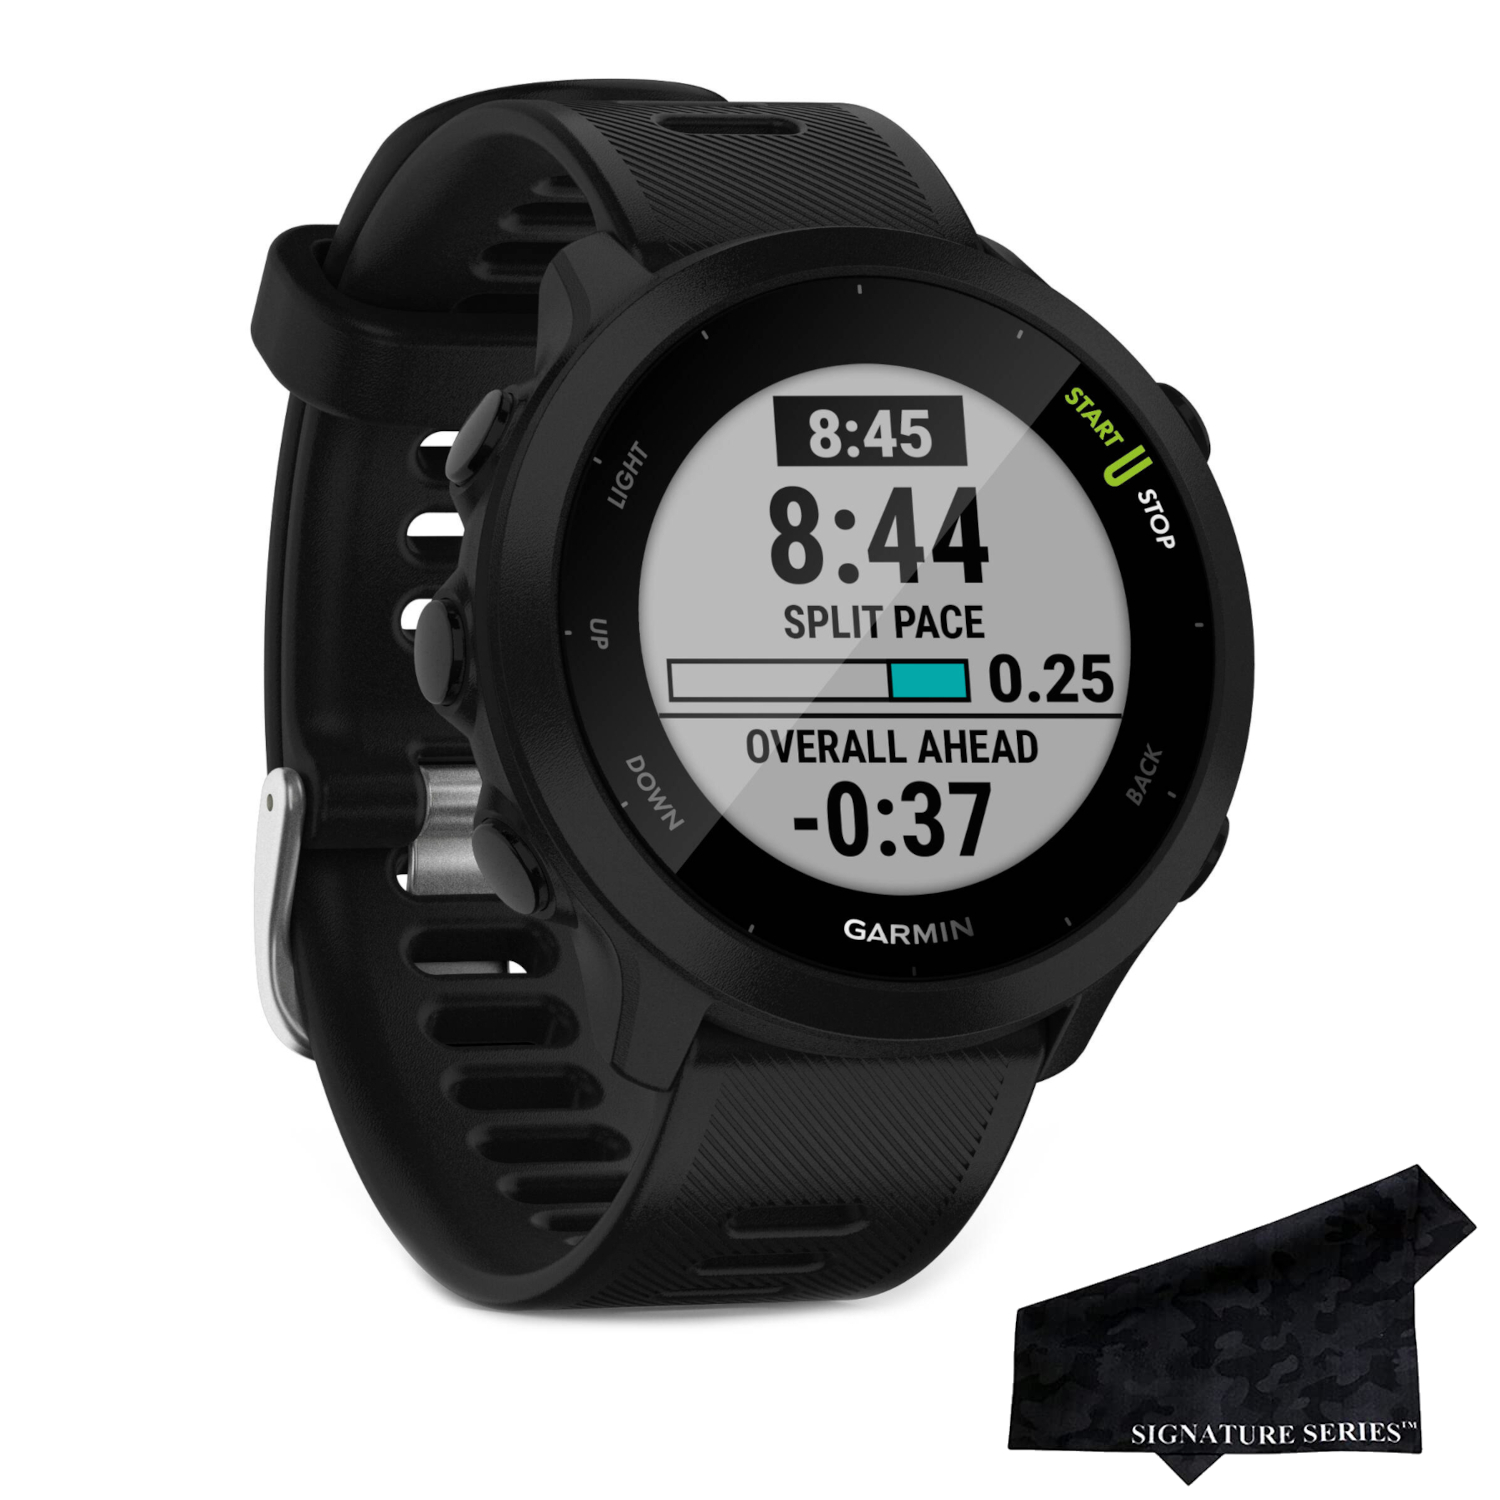 START
STOP
LIGHT
8:45
8:44
UP
SPLIT PACE
0.25
OVERALL AHEAD
DOWN
BACK
-0:37
GARMIN
SIGNATURE SERIES™